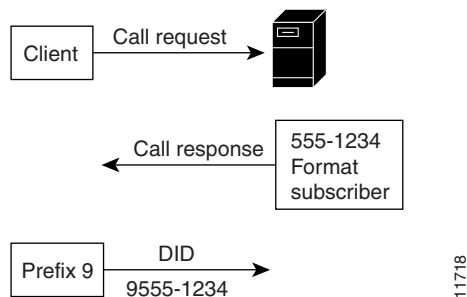 Client
Call request
Call response
555-1234
Format
subscriber
Prefix 9
DID
9555-1234
11718